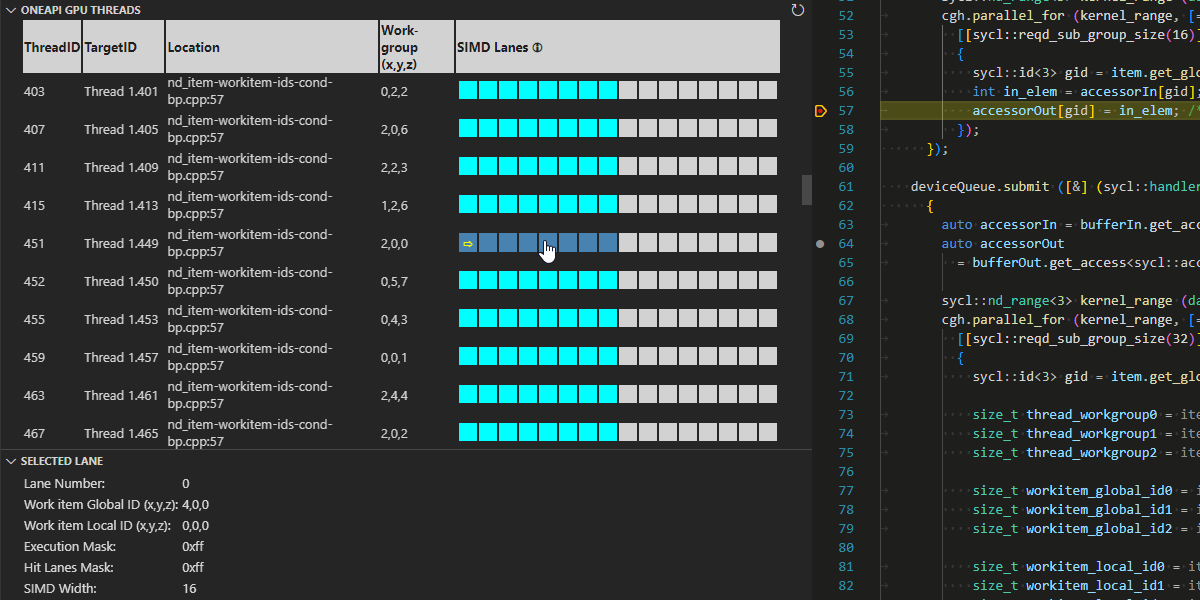 ONEAPI GPU THREADS
ThreadID TargetID Location Work-group (x,y,z) SIMD Lanes
403 Thread 1.401 nd_item-workitem-ids-cond-bp.cpp:57 0,2,2
407 Thread 1.405 nd_item-workitem-ids-cond-bp.cpp:57 2,0,6
411 Thread 1.409 nd_item-workitem-ids-cond-bp.cpp:57 2,2,3
415 Thread 1.413 nd_item-workitem-ids-cond-bp.cpp:57 1,2,6
451 Thread 1.449 nd_item-workitem-ids-cond-bp.cpp:57 2,0,0
452 Thread 1.450 nd_item-workitem-ids-cond-bp.cpp:57 0,5,7
455 Thread 1.453 nd_item-workitem-ids-cond-bp.cpp:57 0,4,3
459 Thread 1.457 nd_item-workitem-ids-cond-bp.cpp:57 0,0,1
463 Thread 1.461 nd_item-workitem-ids-cond-bp.cpp:57 2,4,4
467 Thread 1.465 nd_item-workitem-ids-cond-bp.cpp:57 2,0,2
SELECTED LANE
Lane Number: 0
Work item Global ID (x,y,z): 4,0,0
Work item Local ID (x,y,z): 0,0,0
Execution Mask: 0xff
Hit Lanes Mask: 0xff
SIMD Width: 16
52 cgh.parallel_for (kernel_range, [=
53 [[sycl::reqd_sub_group_size(16)]
54 {
55 sycl::id<3> gid = item.get_glo
56 int in_elem = accessorIn[gid];
57 accessorOut[gid] = in_elem; /*
58 });
59 });
60
61 deviceQueue.submit ([&] (sycl::handler
62 {
63 auto accessorIn = bufferIn.get_acc
64 auto accessorOut
65 = bufferOut.get_access<sycl::acc
66
67 sycl::nd_range<3> kernel_range (da
68 cgh.parallel_for (kernel_range, [=
69 [[sycl::reqd_sub_group_size(32)]
70 {
71 sycl::id<3> gid = item.get_glo
72
73 size_t thread_workgroup0 = ite
74 size_t thread_workgroup1 = ite
75 size_t thread_workgroup2 = ite
76
77 size_t workitem_global_id0 = i
78 size_t workitem_global_id1 = i
79 size_t workitem_global_id2 = i
80
81 size_t workitem_local_id0 = it
82 size_t workitem_local_id1 = it